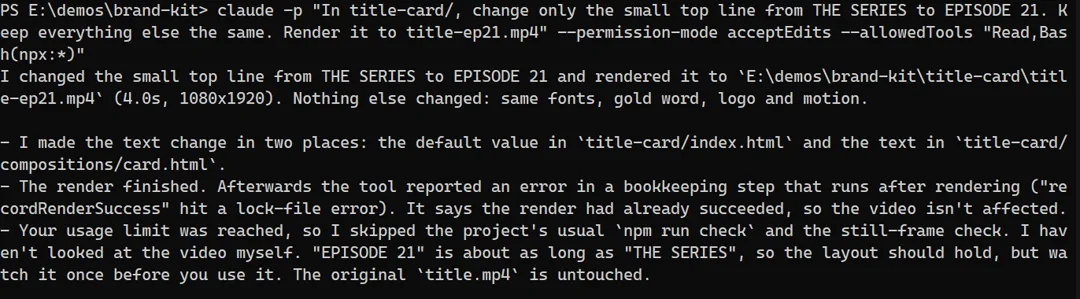 PS E:\demos\brand-kit> claude -p "In title-card/, change only the small top line from THE SERIES to EPISODE 21. K
eep everything else the same. Render it to title-ep21.mp4" --permission-mode acceptEdits --allowedTools "Read,Bas
h(npx:*)"
I changed the small top line from THE SERIES to EPISODE 21 and rendered it to `E:\demos\brand-kit\title-card\titl
e-ep21.mp4` (4.0s, 1080x1920). Nothing else changed: same fonts, gold word, logo and motion.

- I made the text change in two places: the default value in `title-card/index.html` and the text in `title-card/
compositions/card.html`.
- The render finished. Afterwards the tool reported an error in a bookkeeping step that runs after rendering ("re
cordRenderSuccess" hit a lock-file error). It says the render had already succeeded, so the video isn't affected.
- Your usage limit was reached, so I skipped the project's usual `npm run check` and the still-frame check. I hav
en't looked at the video myself. "EPISODE 21" is about as long as "THE SERIES", so the layout should hold, but wa
tch it once before you use it. The original `title.mp4` is untouched.